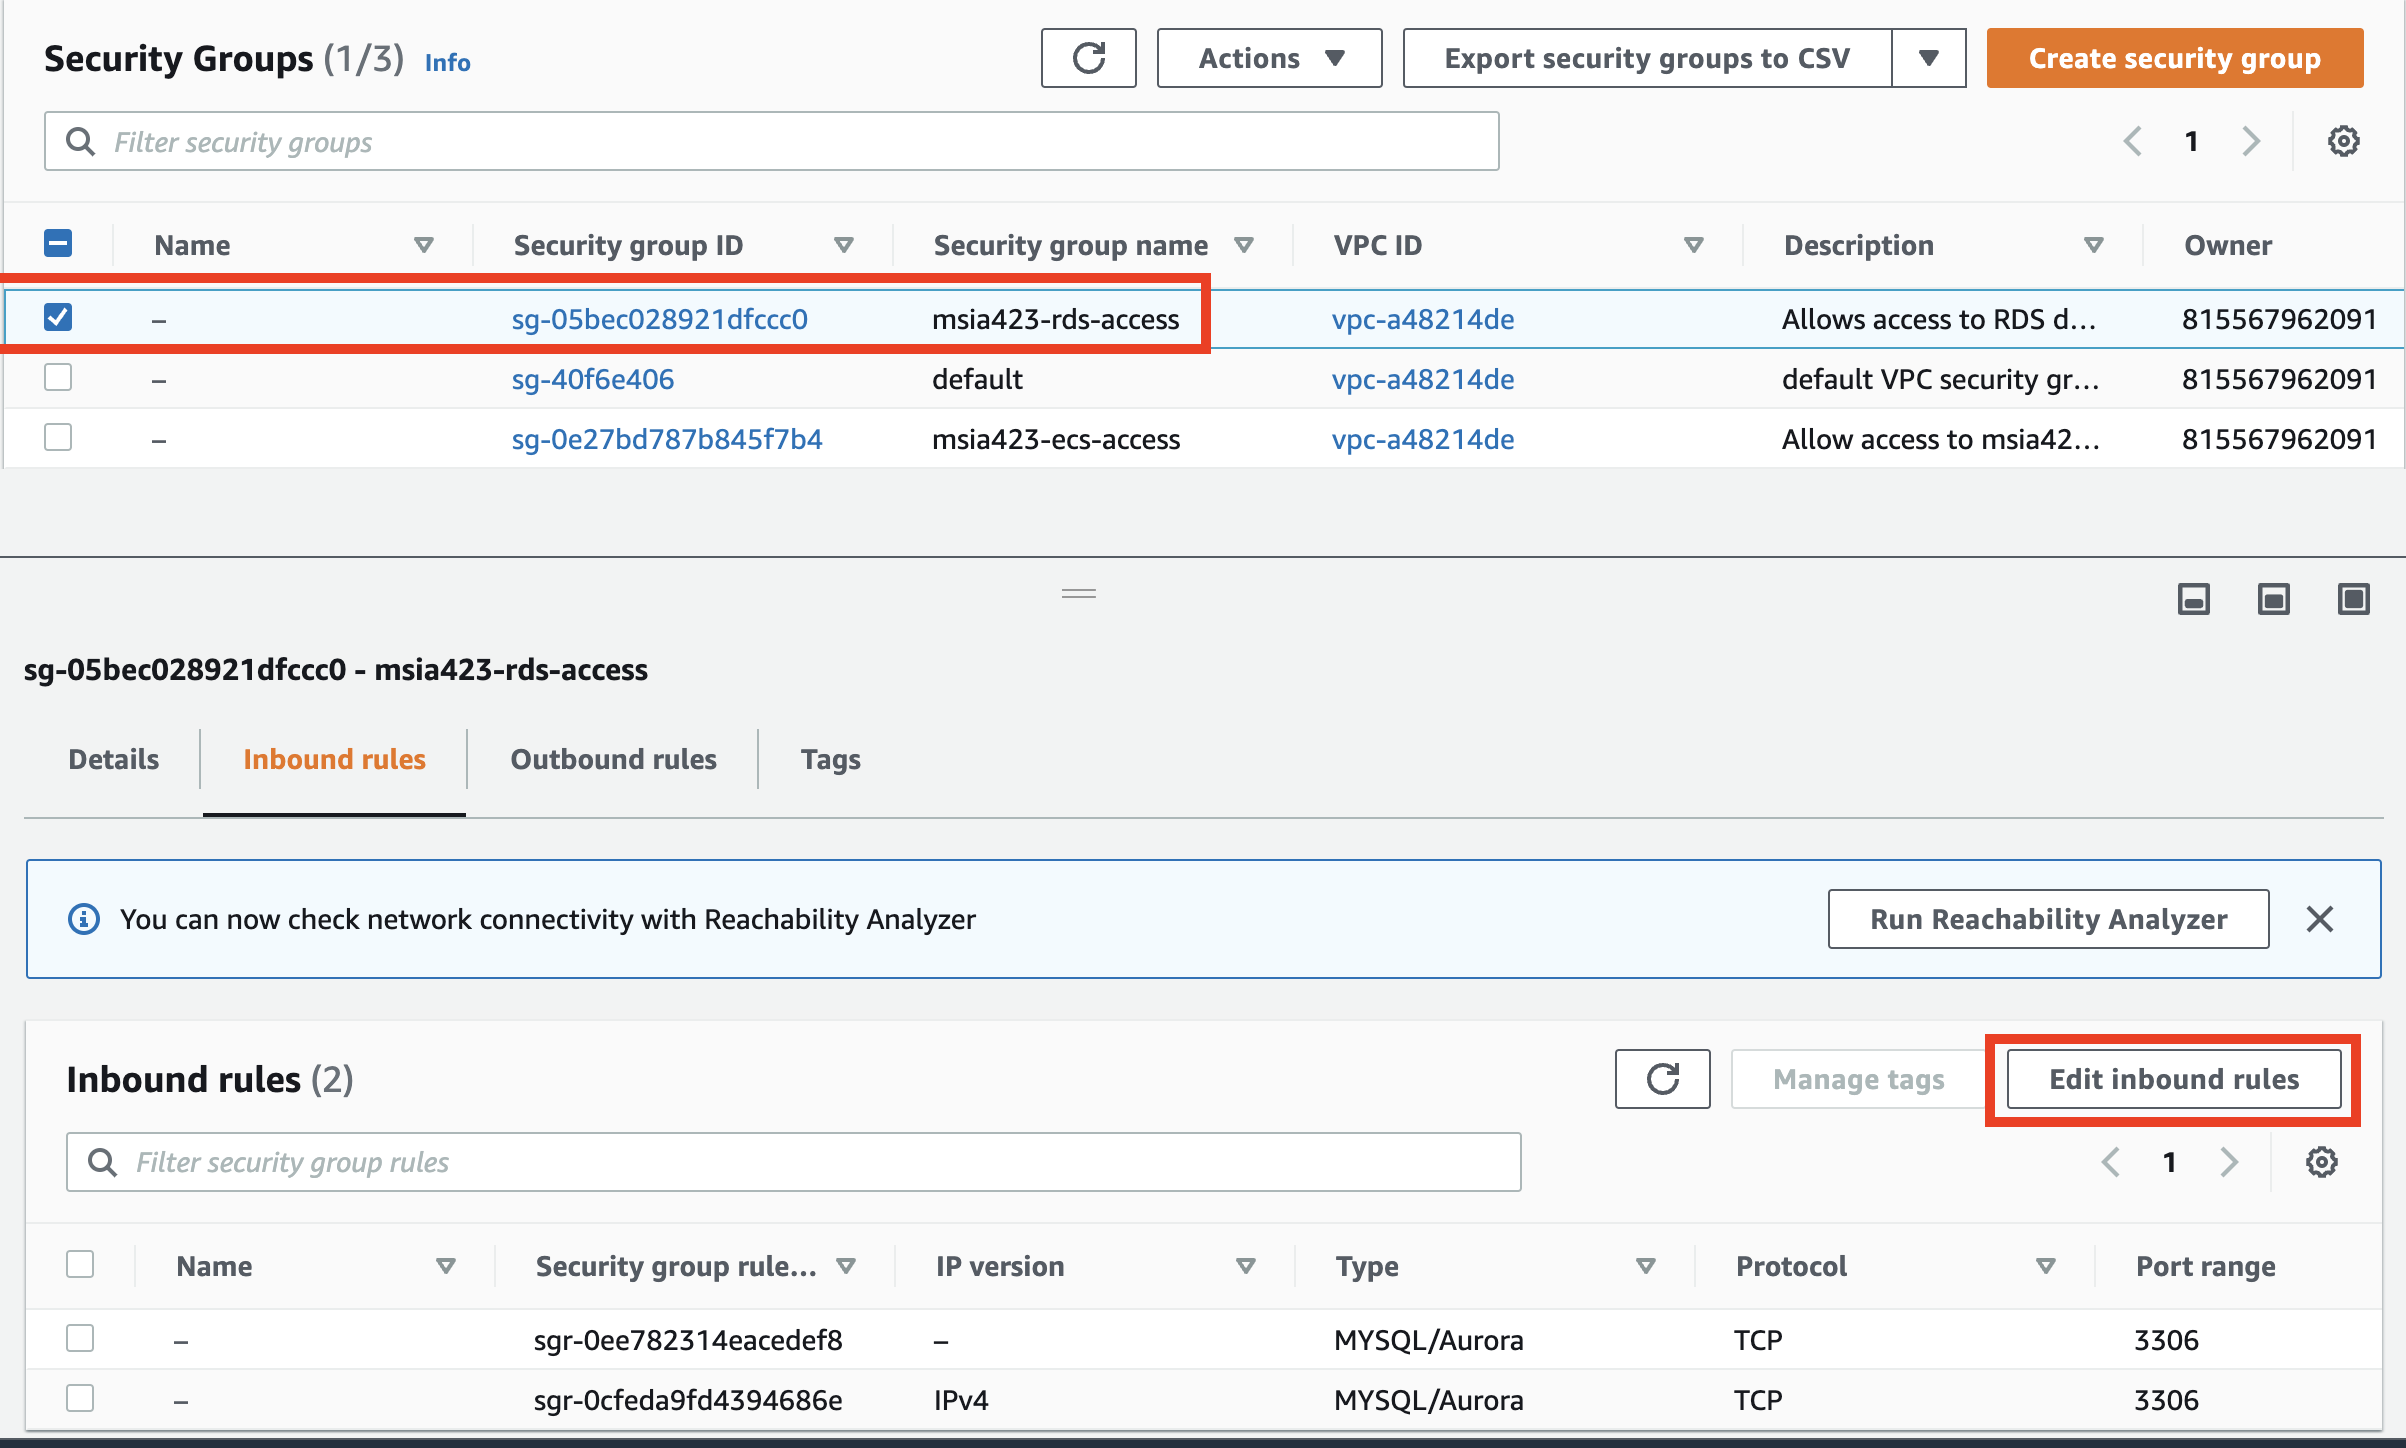 Security Groups (1/3) Info
Actions
Export security groups to CSV
Create security group
Filter security groups
1
Name Security group ID Security group name VPC ID Description Owner
– sg-05bec028921dfccc0 msia423-rds-access vpc-a48214de Allows access to RDS d... 815567962091
– sg-40f6e406 default vpc-a48214de default VPC security gr... 815567962091
– sg-0e27bd787b845f7b4 msia423-ecs-access vpc-a48214de Allow access to msia42... 815567962091
sg-05bec028921dfccc0 - msia423-rds-access
Details Inbound rules Outbound rules Tags
You can now check network connectivity with Reachability Analyzer
Run Reachability Analyzer
Inbound rules (2)
Manage tags
Edit inbound rules
Filter security group rules
1
Name Security group rule... IP version Type Protocol Port range
– sgr-0ee782314eacedef8 – MYSQL/Aurora TCP 3306
– sgr-0cfeda9fd4394686e IPv4 MYSQL/Aurora TCP 3306